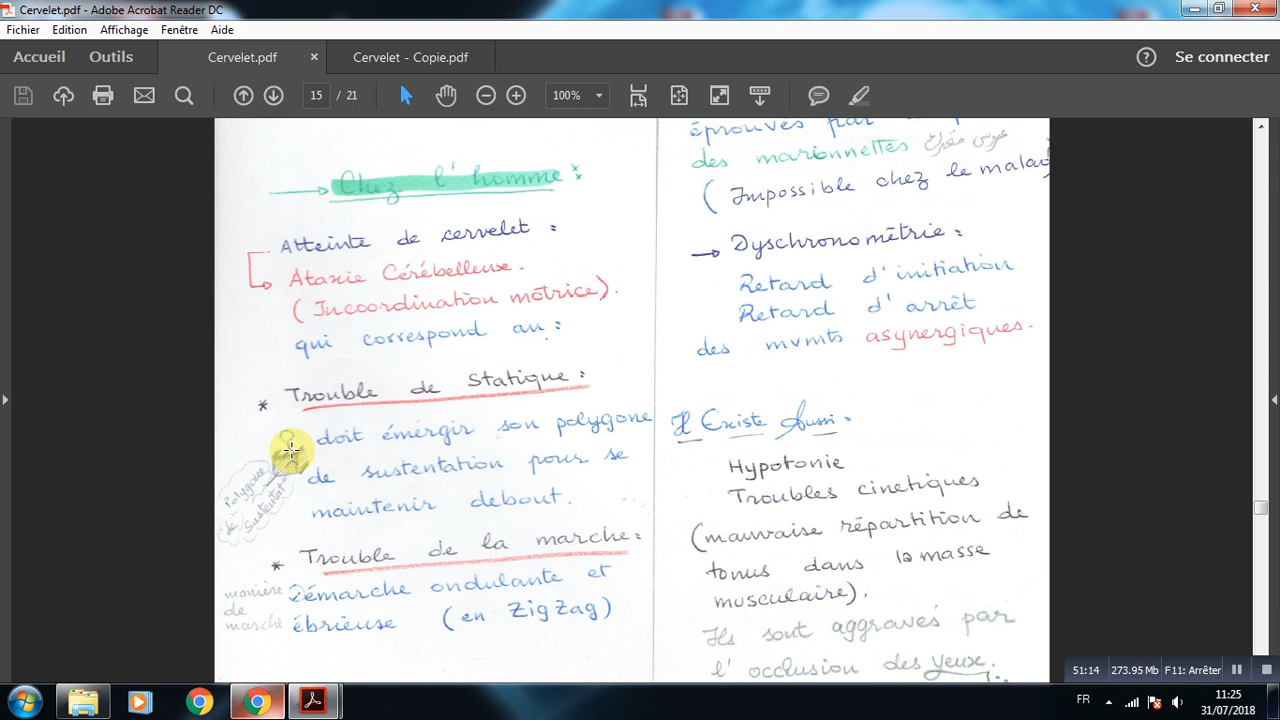 Cervelet.pdf - Adobe Acrobat Reader DC
Fichier Edition Affichage Fenêtre Aide
Accueil Outils Cervelet.pdf × Cervelet - Copie.pdf ? Se connecter
15 / 21 100%
→ Chez l'homme :
Atteinte de cervelet :
Ataxie Cérébelleuse.
(Incoordination môtrice).
qui correspond au :
* Trouble de Statique :
doit émérgir son polygone
de sustentation pour se
maintenir debout.
Polygone
de
Sustentat
* Trouble de la marche :
Démarche ondulante et
ébrieuse (en ZigZag)
manière
de
marche
éprouvés par
des marionnettes
(Impossible chez le malad
→ Dyschronométrie :
Retard d'initiation
Retard d'arrêt
des mvmts asynergiques.
Il Existe Aussi.
Hypotonie
Troubles cinetiques
(mauvaise répartition de
tonus dans la masse
musculaire).
Ils sont aggravés par
l'occlusion des yeux.
51:14 273.95 Mb F11: Arrêter
FR 11:25
31/07/2018